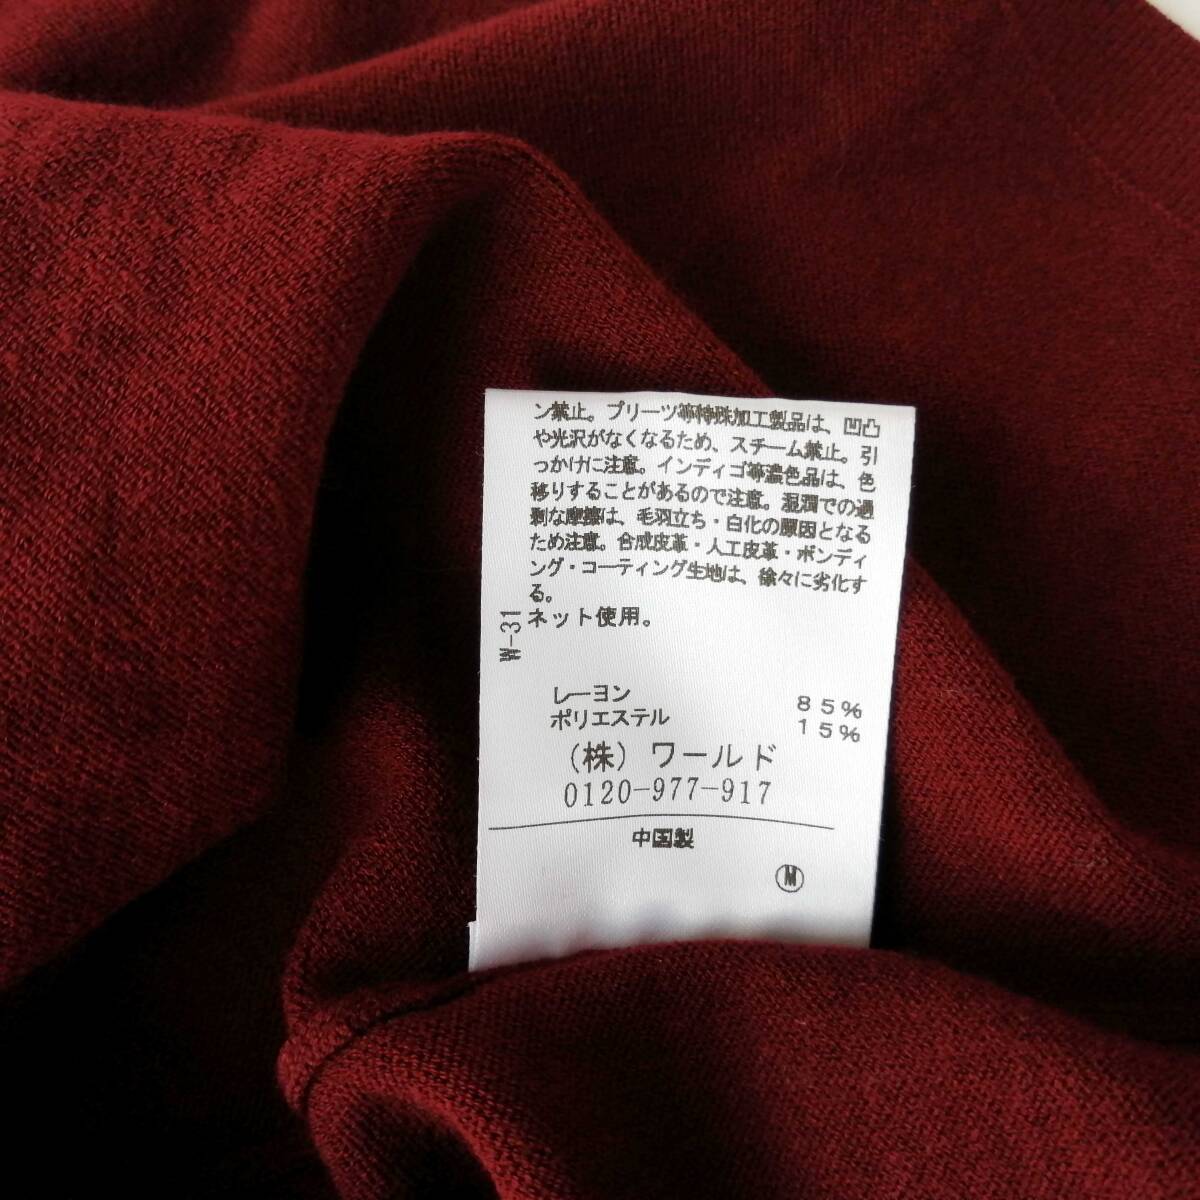 ン禁止。プリーツ等特殊加工製品は、凹凸
や光沢がなくなるため、スチーム禁止。引
っかけに注意。インディゴ等濃色品は、色
移りすることがあるので注意。湿潤での過
剰な摩擦は、毛羽立ち・白化の原因となる
ため注意。合成皮革・人工皮革・ボンディ
ング・コーティング生地は、徐々に劣化す
る。
ネット使用。
W-31
レーヨン 85%
ポリエステル 15%
(株)ワールド
0120-977-917
中国製
M